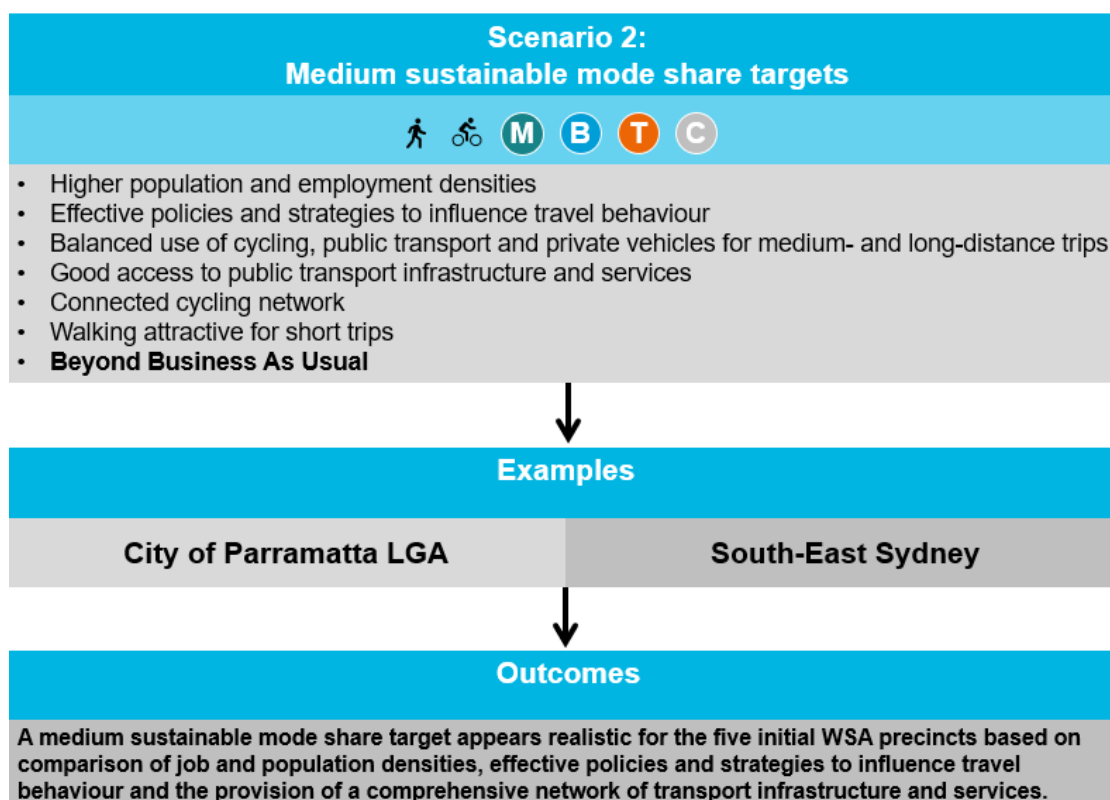 Scenario 2:
Medium sustainable mode share targets
M B T C
• Higher population and employment densities
• Effective policies and strategies to influence travel behaviour
• Balanced use of cycling, public transport and private vehicles for medium- and long-distance trips
• Good access to public transport infrastructure and services
• Connected cycling network
• Walking attractive for short trips
• Beyond Business As Usual
Examples
City of Parramatta LGA
South-East Sydney
Outcomes
A medium sustainable mode share target appears realistic for the five initial WSA precincts based on
comparison of job and population densities, effective policies and strategies to influence travel
behaviour and the provision of a comprehensive network of transport infrastructure and services.